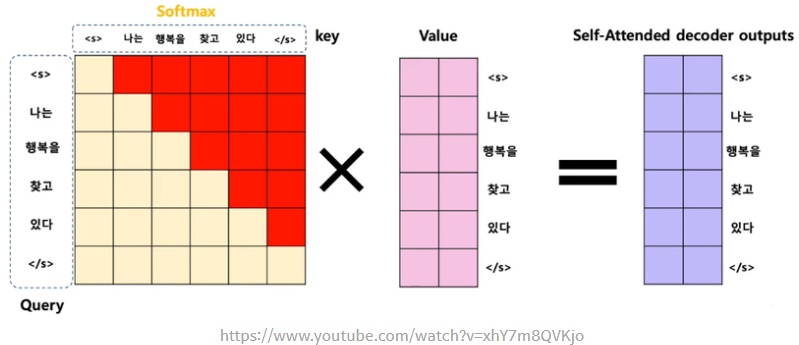 Softmax
<s> 나는 행복을 찾고 있다 </s> key
Value
Self-Attended decoder outputs
<s>
나는
행복을
찾고
있다
</s>
Query
<s>
나는
행복을
찾고
있다
</s>
<s>
나는
행복을
찾고
있다
</s>
https://www.youtube.com/watch?v=xhY7m8QVKjo